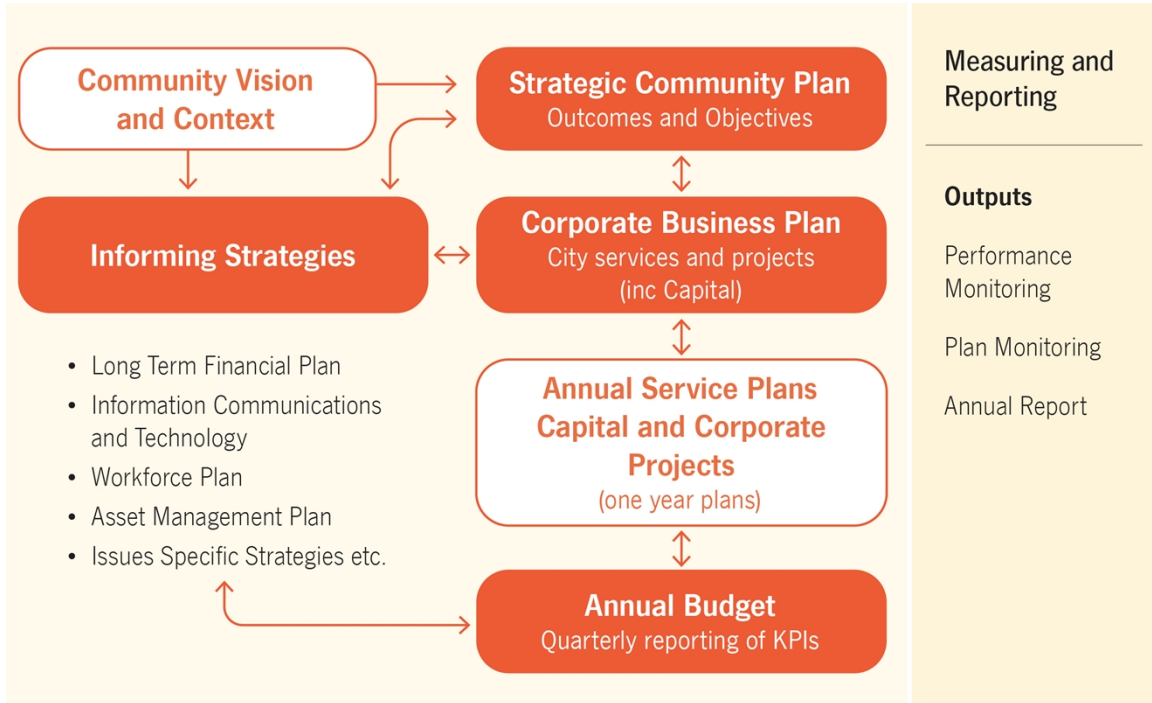 Community Vision
and Context
Strategic Community Plan
Outcomes and Objectives
Informing Strategies
Corporate Business Plan
City services and projects
(inc Capital)
• Long Term Financial Plan
• Information Communications
and Technology
• Workforce Plan
• Asset Management Plan
• Issues Specific Strategies etc.
Annual Service Plans
Capital and Corporate
Projects
(one year plans)
Annual Budget
Quarterly reporting of KPIs
Measuring and
Reporting
Outputs
Performance
Monitoring
Plan Monitoring
Annual Report